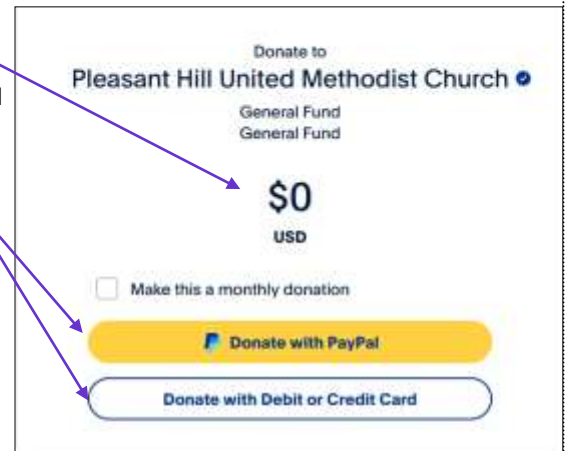 Donate to
Pleasant Hill United Methodist Church
General Fund
General Fund
$0
USD
Make this a monthly donation
Donate with PayPal
Donate with Debit or Credit Card